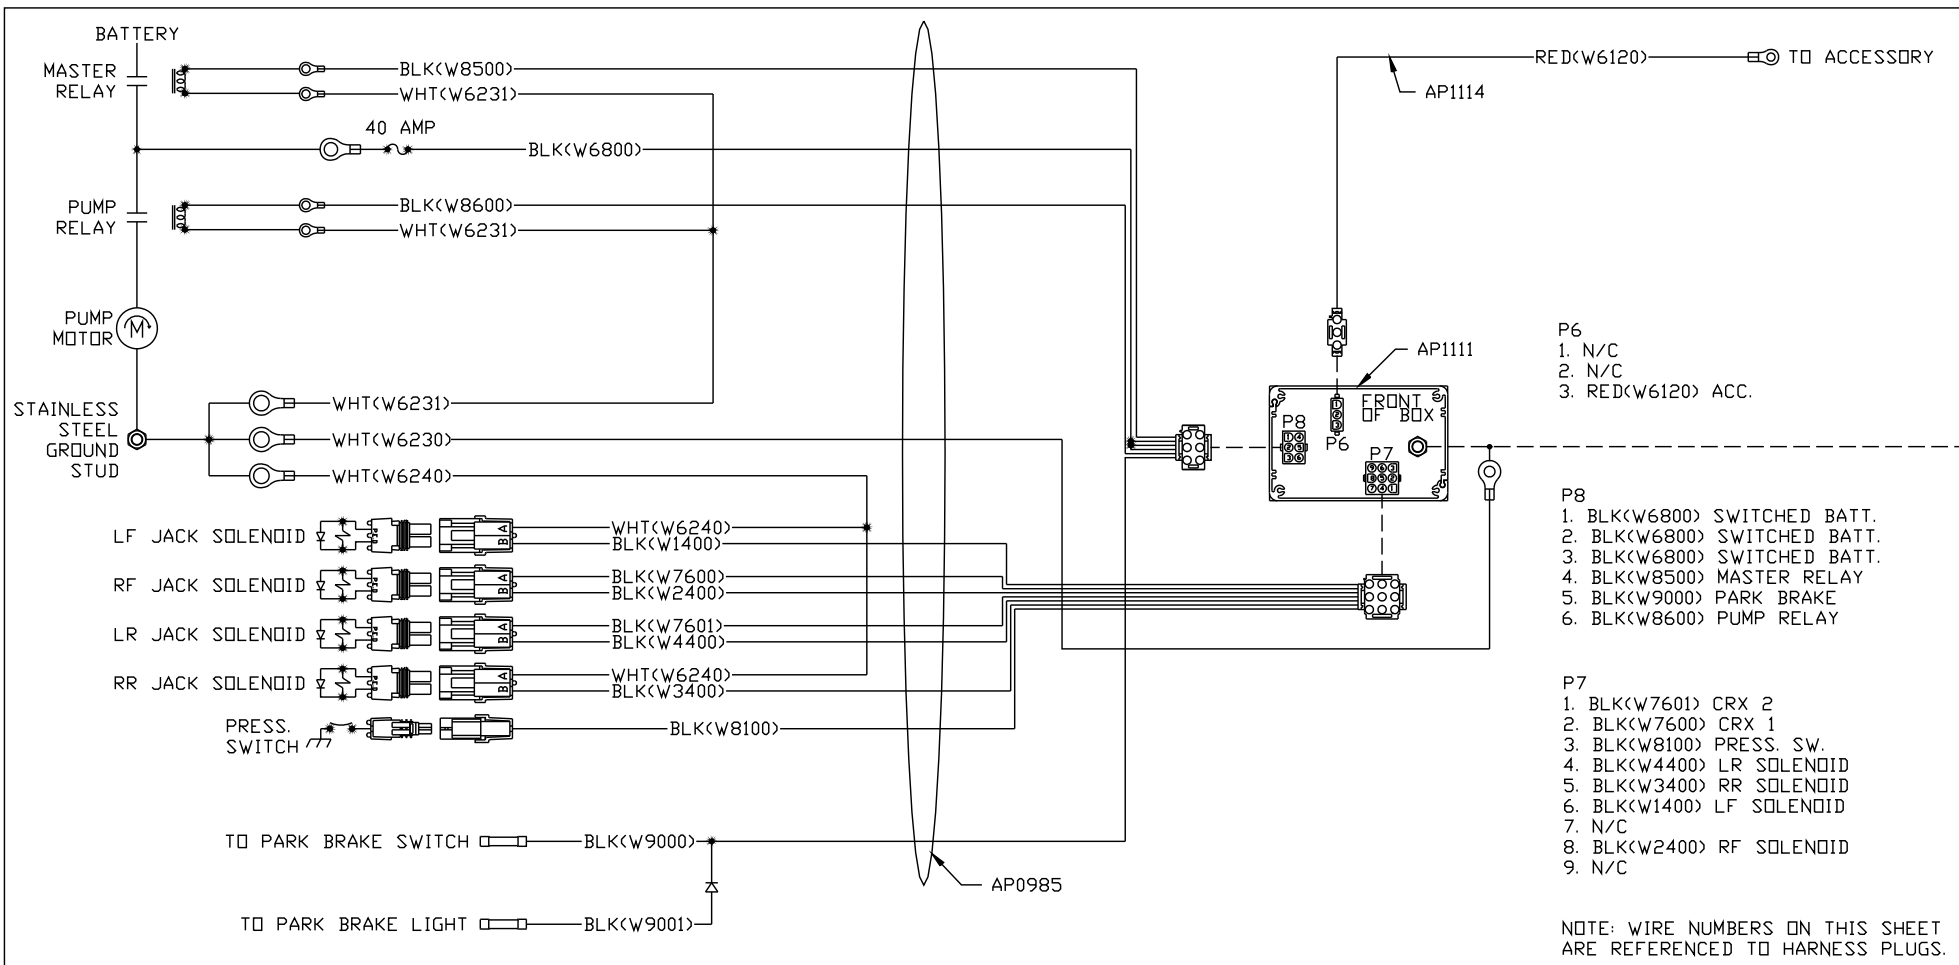 BATTERY
MASTER
RELAY
BLK(W8500)
WHT(W6231)
40 AMP
BLK(W6800)
PUMP
RELAY
BLK(W8600)
WHT(W6231)
PUMP
MOTOR
M
STAINLESS
STEEL
GROUND
STUD
WHT(W6231)
WHT(W6230)
WHT(W6240)
LF JACK SOLENOID
A
B
WHT(W6240)
BLK(W1400)
RF JACK SOLENOID
A
B
BLK(W7600)
BLK(W2400)
LR JACK SOLENOID
A
B
BLK(W7601)
BLK(W4400)
RR JACK SOLENOID
A
B
WHT(W6240)
BLK(W3400)
PRESS.
SWITCH
BLK(W8100)
TO PARK BRAKE SWITCH
BLK(W9000)
TO PARK BRAKE LIGHT
BLK(W9001)
AP0985
RED(W6120)
TO ACCESSORY
AP1114
AP1111
FRONT
OF BOX
P8
P6
P7
P6
1. N/C
2. N/C
3. RED(W6120) ACC.
P8
1. BLK(W6800) SWITCHED BATT.
2. BLK(W6800) SWITCHED BATT.
3. BLK(W6800) SWITCHED BATT.
4. BLK(W8500) MASTER RELAY
5. BLK(W9000) PARK BRAKE
6. BLK(W8600) PUMP RELAY
P7
1. BLK(W7601) CRX 2
2. BLK(W7600) CRX 1
3. BLK(W8100) PRESS. SW.
4. BLK(W4400) LR SOLENOID
5. BLK(W3400) RR SOLENOID
6. BLK(W1400) LF SOLENOID
7. N/C
8. BLK(W2400) RF SOLENOID
9. N/C
NOTE: WIRE NUMBERS ON THIS SHEET
ARE REFERENCED TO HARNESS PLUGS.